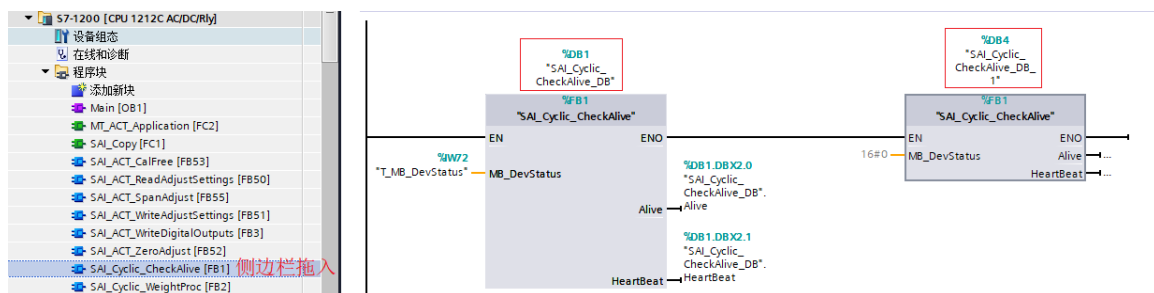 S7-1200 [CPU 1212C AC/DC/Rly]
设备组态
在线和诊断
程序块
添加新块
Main [OB1]
MT_ACT_Application [FC2]
SAI_Copy [FC1]
SAI_ACT_CalFree [FB53]
SAI_ACT_ReadAdjustSettings [FB50]
SAI_ACT_SpanAdjust [FB55]
SAI_ACT_WriteAdjustSettings [FB51]
SAI_ACT_WriteDigitalOutputs [FB3]
SAI_ACT_ZeroAdjust [FB52]
SAI_Cyclic_CheckAlive [FB1] 侧边栏拖入
SAI_Cyclic_WeightProc [FB2]
%DB1
"SAI_Cyclic_
CheckAlive_DB"
%FB1
"SAI_Cyclic_CheckAlive"
EN ENO
%IW72
"T_MB_DevStatus" MB_DevStatus
%DB1.DBX2.0
"SAI_Cyclic_
CheckAlive_DB".
Alive Alive
%DB1.DBX2.1
"SAI_Cyclic_
CheckAlive_DB".
HeartBeat HeartBeat
%DB4
"SAI_Cyclic_
CheckAlive_DB_
1"
%FB1
"SAI_Cyclic_CheckAlive"
EN ENO
16#0 MB_DevStatus Alive ...
HeartBeat ...